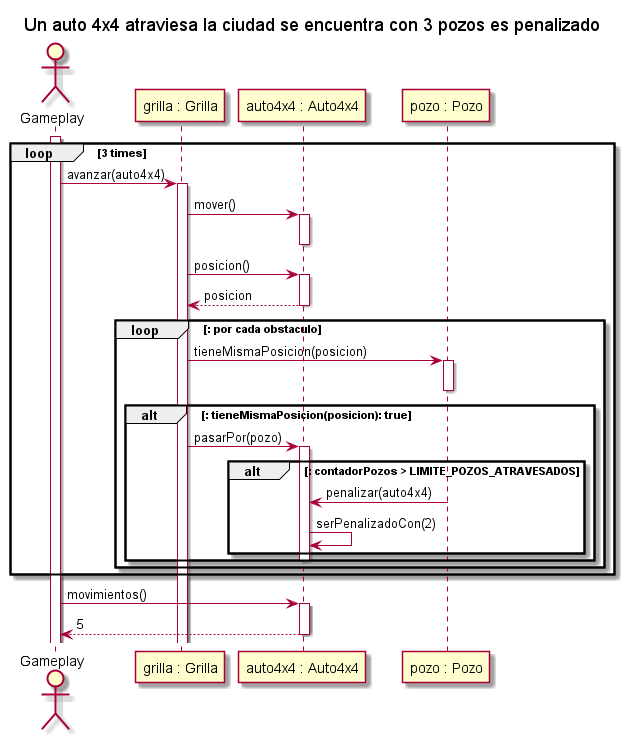 Un auto 4x4 atraviesa la ciudad se encuentra con 3 pozos es penalizado
Gameplay
grilla : Grilla
auto4x4 : Auto4x4
pozo : Pozo
loop
[3 times]
avanzar(auto4x4)
mover()
posicion()
posicion
loop
[: por cada obstaculo]
tieneMismaPosicion(posicion)
alt
[: tieneMismaPosicion(posicion): true]
pasarPor(pozo)
alt
[: contadorPozos > LIMITE_POZOS_ATRAVESADOS]
penalizar(auto4x4)
serPenalizadoCon(2)
movimientos()
5
Gameplay
grilla : Grilla
auto4x4 : Auto4x4
pozo : Pozo